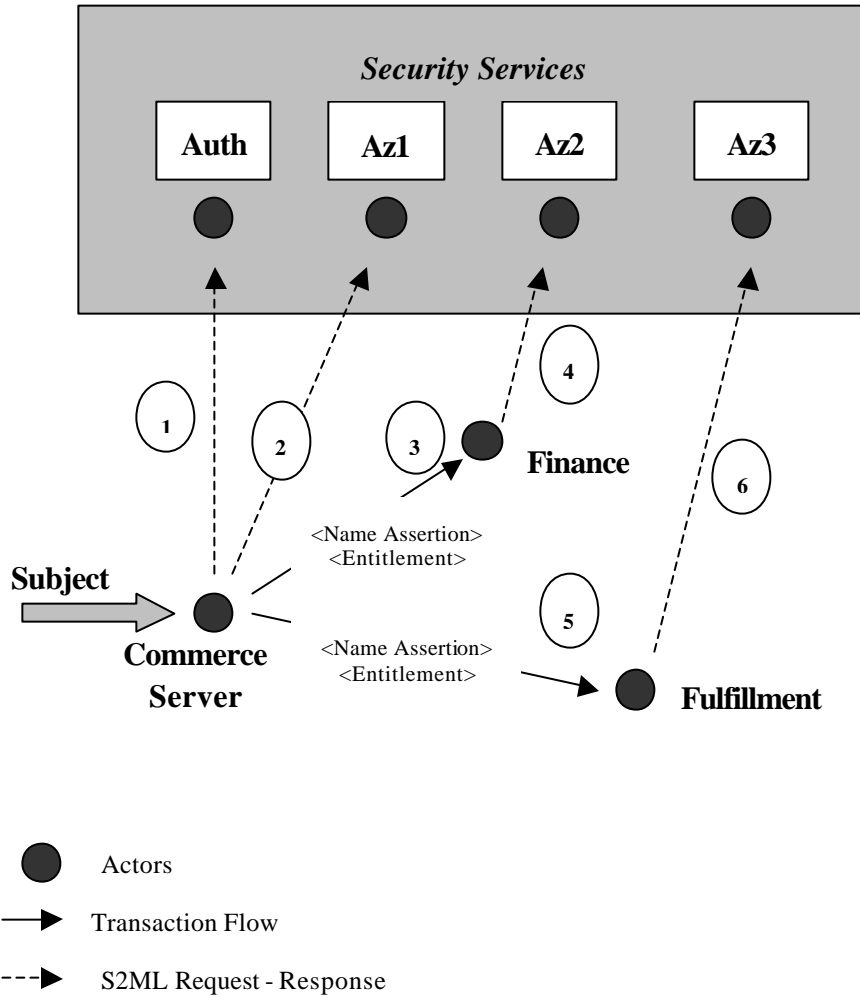 Security Services
Auth
Az1
Az2
Az3
1
2
3
4
Finance
6
<Name Assertion>
<Entitlement>
Subject
5
<Name Assertion>
<Entitlement>
Commerce
Server
Fulfillment
Actors
Transaction Flow
S2ML Request - Response